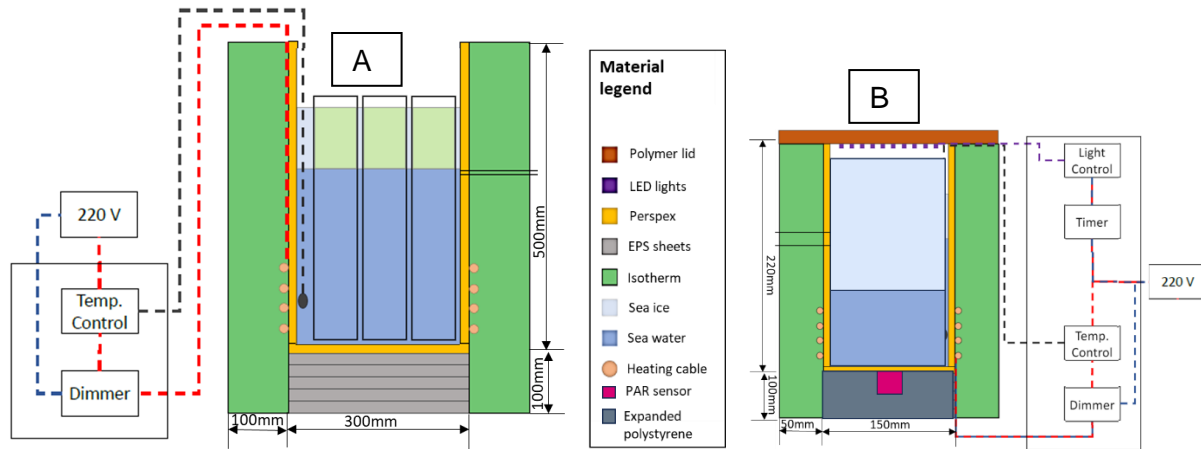 A
220 V
Temp.
Control
Dimmer
500mm
100mm
100mm
300mm
Material
legend
Polymer lid
LED lights
Perspex
EPS sheets
Isotherm
Sea ice
Sea water
Heating cable
PAR sensor
Expanded
polystyrene
B
Light
Control
Timer
220 V
Temp.
Control
Dimmer
220mm
100mm
50mm
150mm